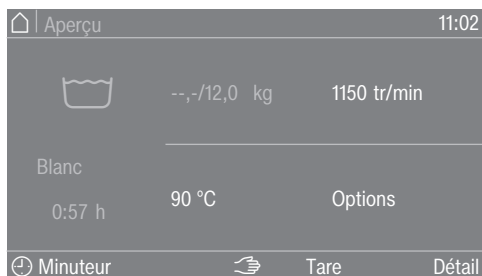 Aperçu 11:02
--,-/12,0 kg 1150 tr/min
Blanc
0:57 h
90 °C Options
Minuteur Tare Détail